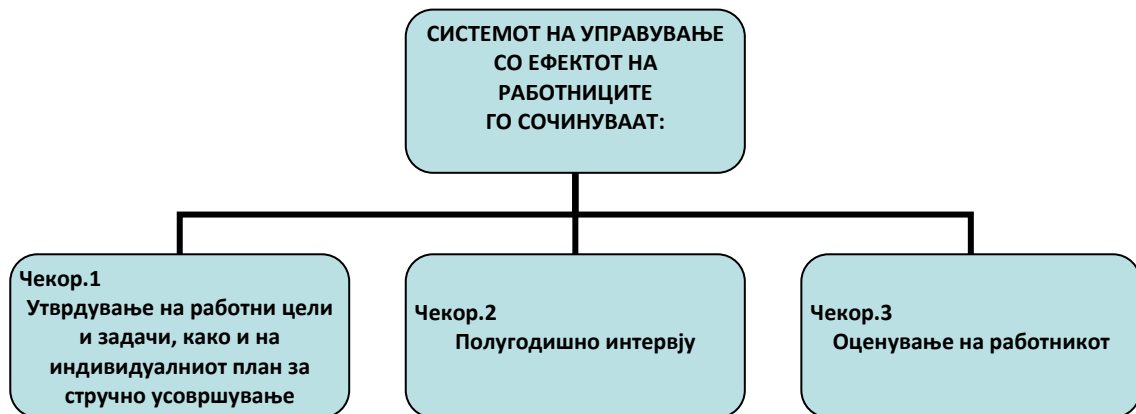 СИСТЕМОТ НА УПРАВУВАЊЕ
СО ЕФЕКТОТ НА
РАБОТНИЦИТЕ
ГО СОЧИНУВААТ:
Чекор.1
Утврдување на работни цели
и задачи, како и на
индивидуалниот план за
стручно усовршување
Чекор.2
Полугодишно интервју
Чекор.3
Оценување на работникот